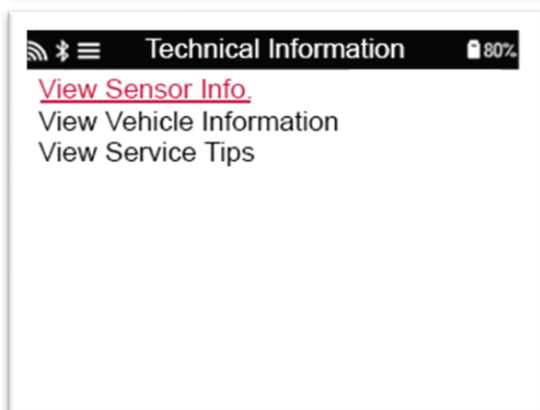 Technical Information 80%
View Sensor Info.
View Vehicle Information
View Service Tips